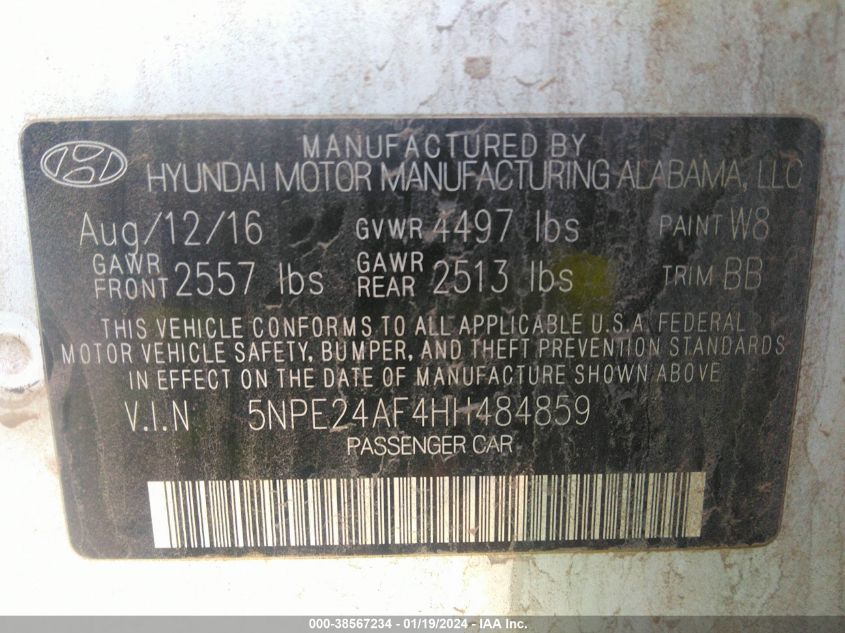 MANUFACTURED BY
HYUNDAI MOTOR MANUFACTURING ALABAMA, LLC
Aug/12/16 GVWR 4497 lbs PAINT W8
GAWR FRONT 2557 lbs GAWR REAR 2513 lbs TRIM BB
THIS VEHICLE CONFORMS TO ALL APPLICABLE U.S.A. FEDERAL
MOTOR VEHICLE SAFETY, BUMPER, AND THEFT PREVENTION STANDARDS
IN EFFECT ON THE DATE OF MANUFACTURE SHOWN ABOVE
V.I.N 5NPE24AF4HH484859
PASSENGER CAR
000-38567234 - 01/19/2024 - IAA Inc.